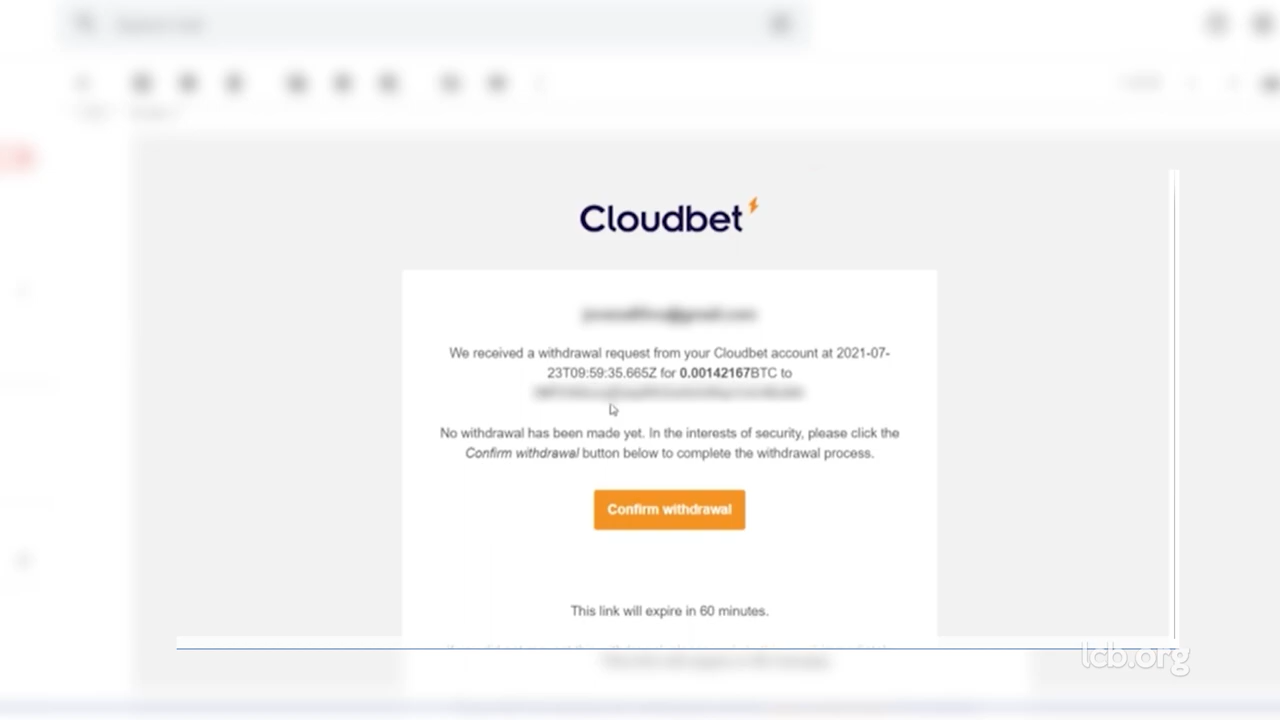 Cloudbet
We received a withdrawal request from your Cloudbet account at 2021-07-
23T09:59:35.665Z for 0.00142167BTC to
No withdrawal has been made yet. In the interests of security, please click the
Confirm withdrawal button below to complete the withdrawal process.
Confirm withdrawal
This link will expire in 60 minutes.
lcb.org